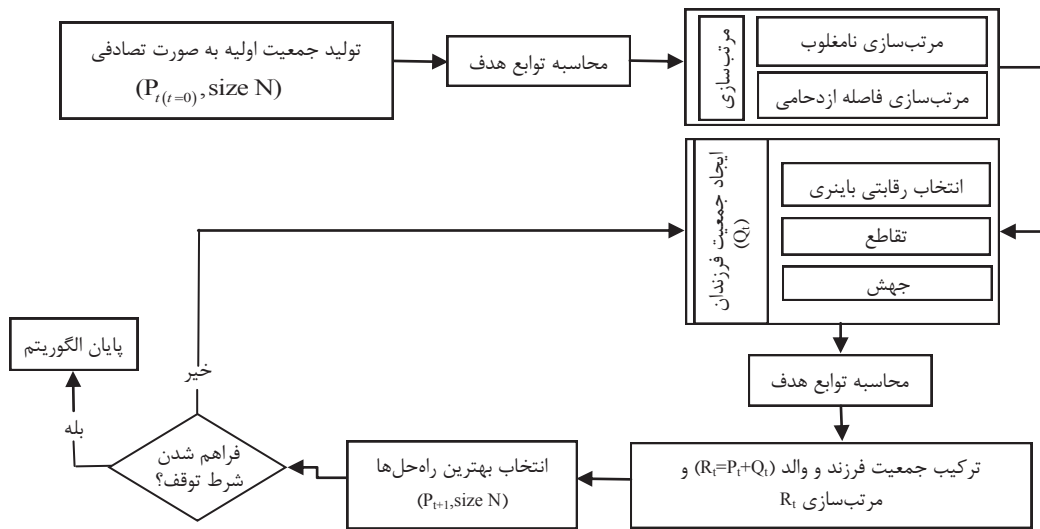 تولید جمعیت اولیه به صورت تصادفی
(P_{t(t=0)},size N)
محاسبه توابع هدف
مرتب‌سازی
مرتب‌سازی نامغلوب
مرتب‌سازی فاصله ازدحامی
ایجاد جمعیت فرزندان
(Q_t)
انتخاب رقابتی باینری
تقاطع
جهش
محاسبه توابع هدف
ترکیب جمعیت فرزند و والد (R_t=P_t+Q_t) و
مرتب‌سازی R_t
انتخاب بهترین راه‌حل‌ها
(P_{t+1},size N)
فراهم شدن
شرط توقف؟
خیر
بله
پایان الگوریتم